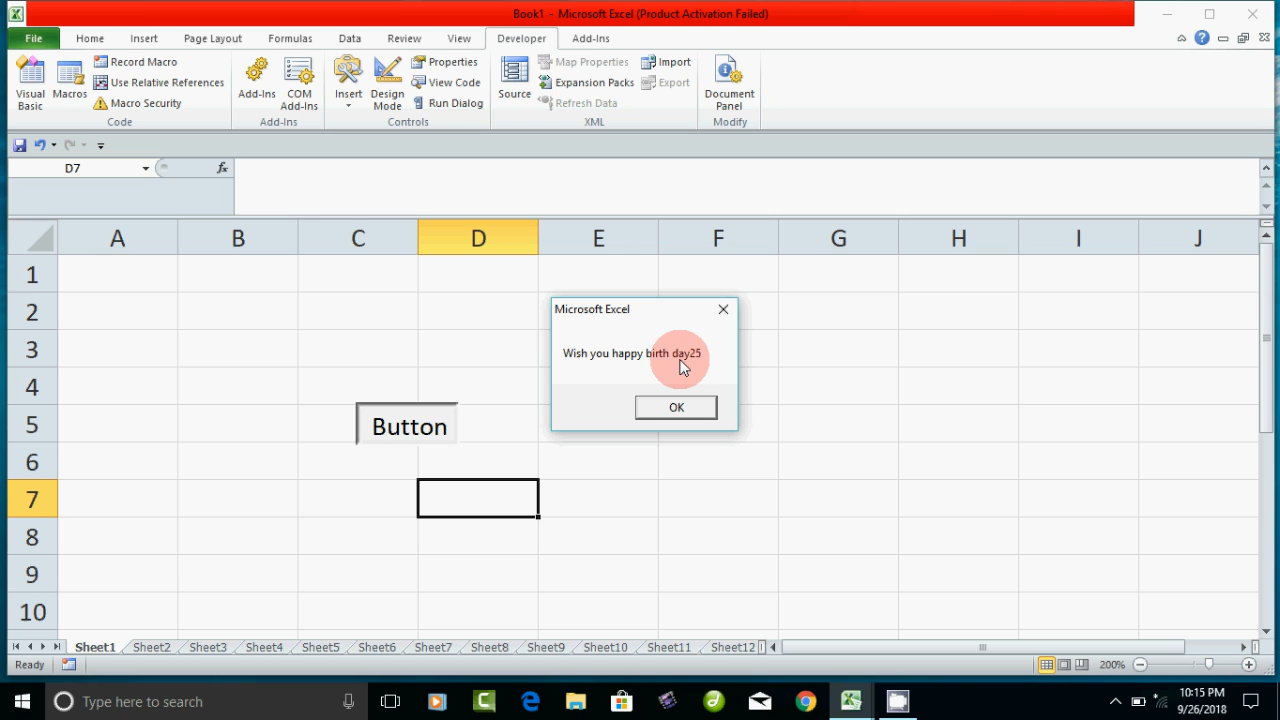 Book1 - Microsoft Excel (Product Activation Failed)
File Home Insert Page Layout Formulas Data Review View Developer Add-Ins
Visual Basic
Macros
Record Macro
Use Relative References
Macro Security
Code
Add-Ins
COM Add-Ins
Add-Ins
Insert
Design Mode
Properties
View Code
Run Dialog
Controls
Source
Map Properties
Expansion Packs
Refresh Data
Import
Export
XML
Document Panel
Modify
D7 fx
A B C D E F G H I J
1
2
3
4
5
6
7
8
9
10
Microsoft Excel
Wish you happy birth day25
OK
Button
Sheet1 Sheet2 Sheet3 Sheet4 Sheet5 Sheet6 Sheet7 Sheet8 Sheet9 Sheet10 Sheet11 Sheet12
Ready 200%
Type here to search
10:15 PM
9/26/2018